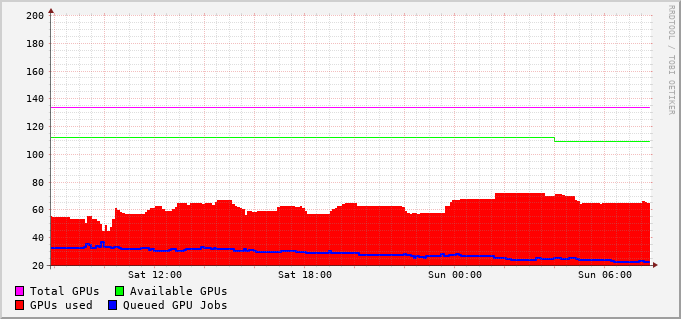 200
180
160
140
120
100
80
60
40
20
Sat 12:00 Sat 18:00 Sun 00:00 Sun 06:00
Total GPUs Available GPUs
GPUs used Queued GPU Jobs
RRDTOOL / TOBI OETIKER